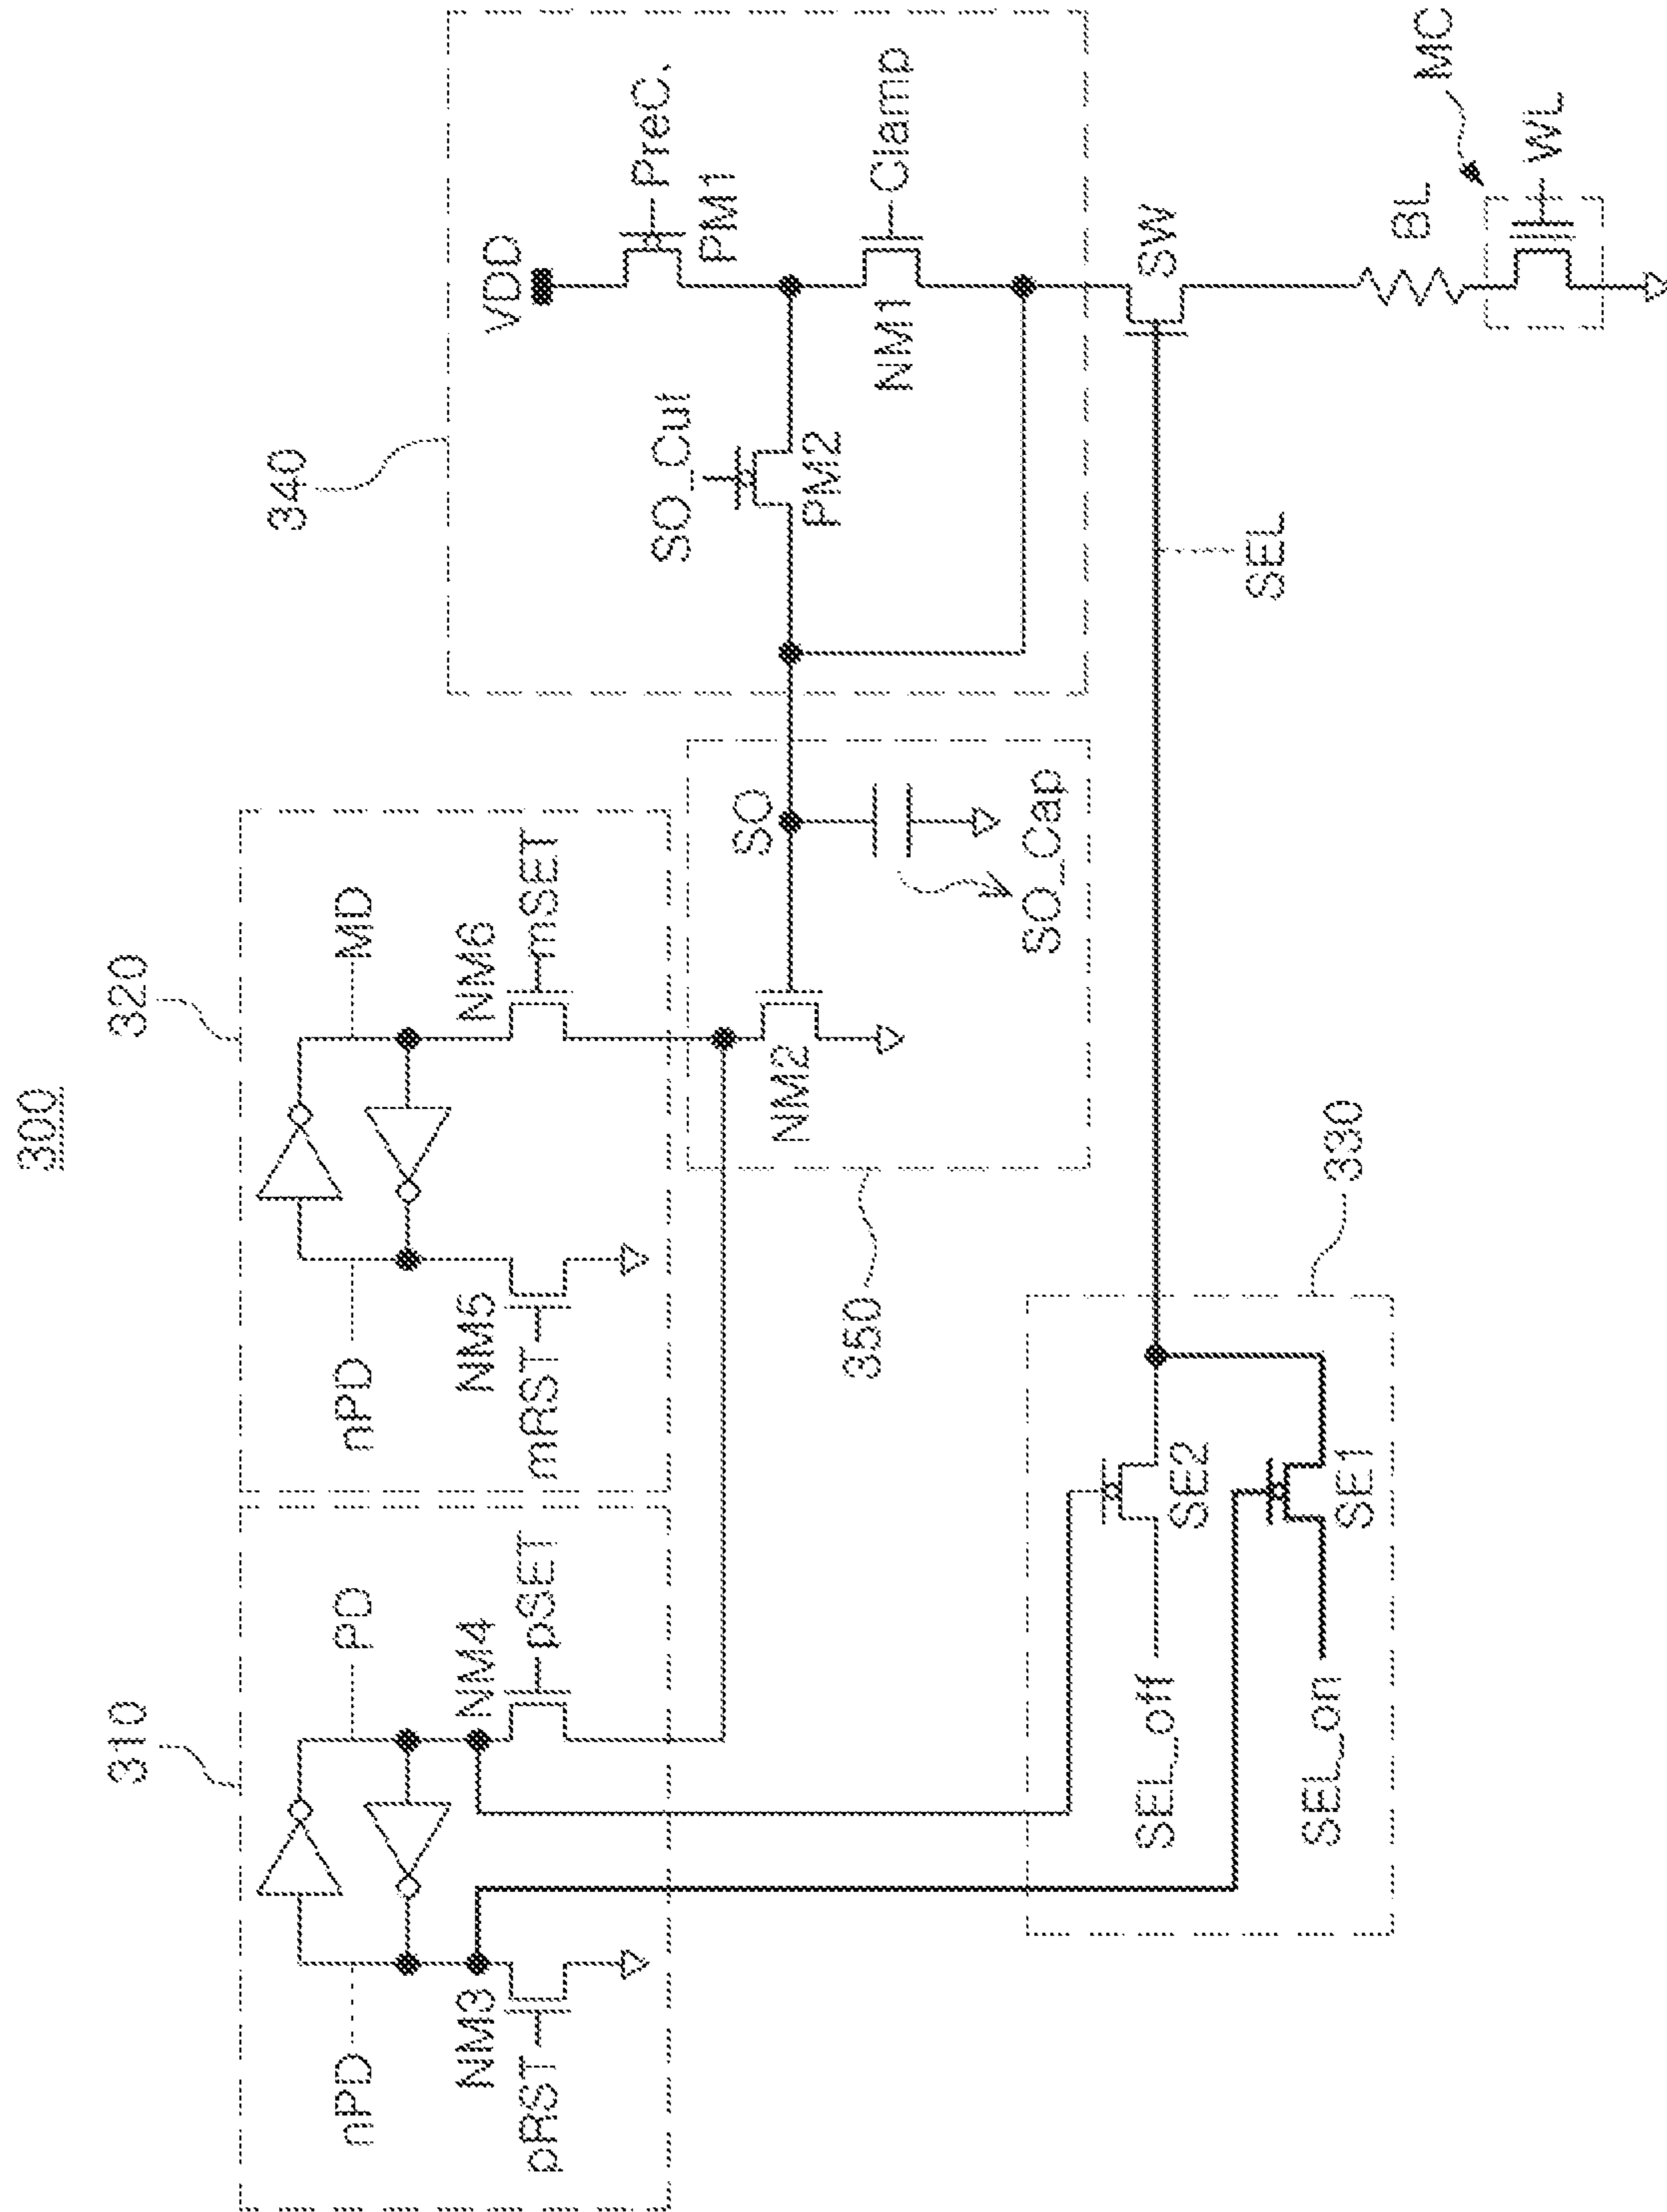 300
310
320
340
nPD
PD
nPD
MD
NM3
NM4
NM5
NM6
pRST
pSET
mRST
mSET
VDD
PreC.
PM1
SO_Cut
PM2
Clamp
NM1
SO
SO_Cap
NM2
350
330
SEL_off
SE2
SEL_on
SE1
SEL
SW
BL
MC
WL